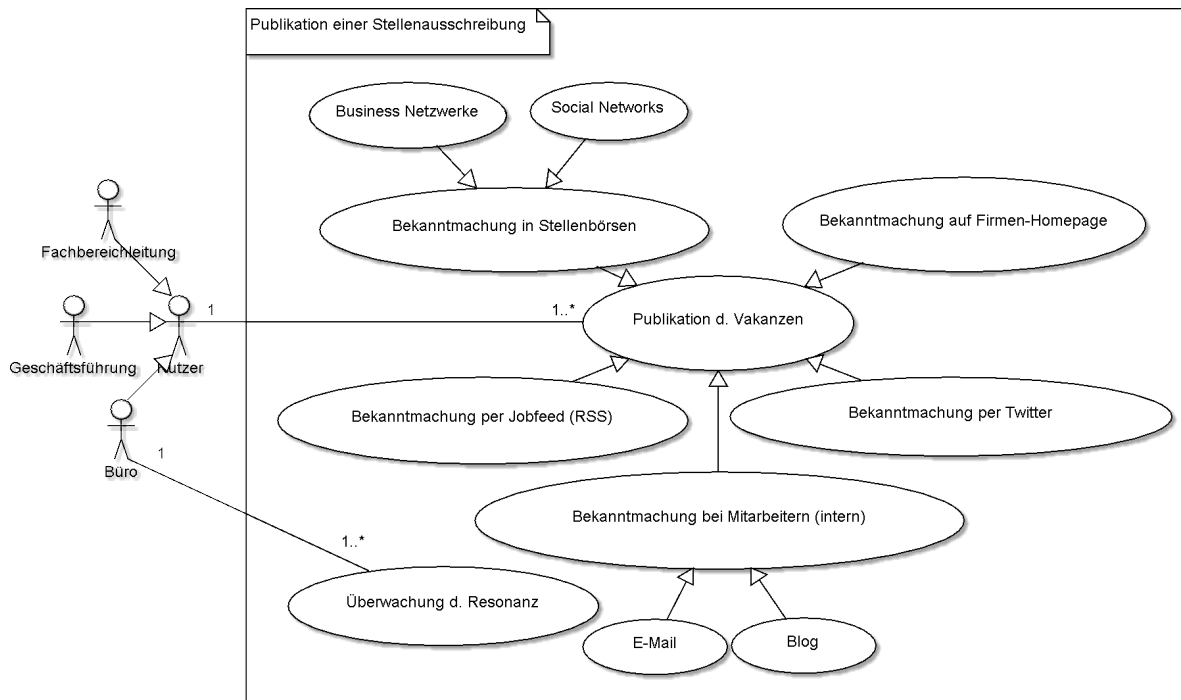 Publikation einer Stellenausschreibung
Business Netzwerke
Social Networks
Bekanntmachung in Stellenbörsen
Bekanntmachung auf Firmen-Homepage
Fachbereichleitung
1
1..*
Publikation d. Vakanzen
Geschäftsführung
Nutzer
Bekanntmachung per Jobfeed (RSS)
Bekanntmachung per Twitter
1
Büro
Bekanntmachung bei Mitarbeitern (intern)
1..*
Überwachung d. Resonanz
E-Mail
Blog